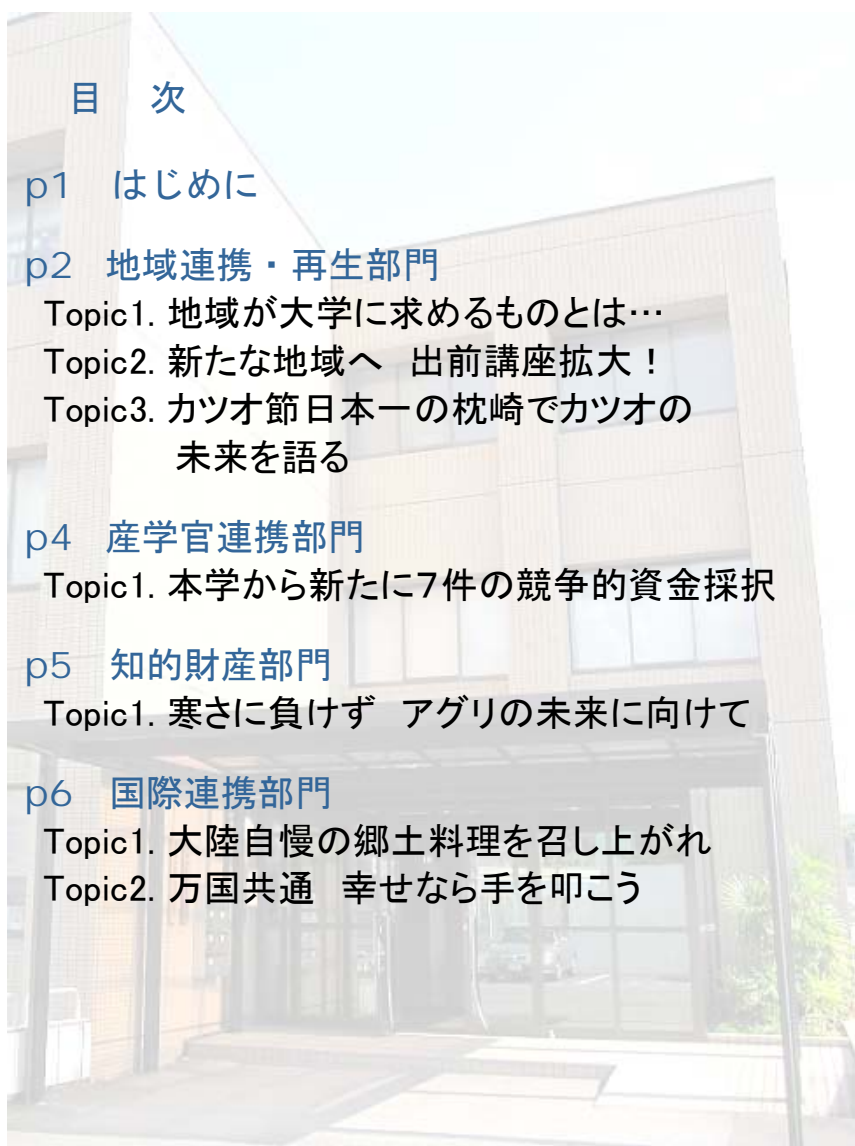 目　次
p1　はじめに
p2　地域連携・再生部門
Topic1. 地域が大学に求めるものとは…
Topic2. 新たな地域へ　出前講座拡大！
Topic3. カツオ節日本一の枕崎でカツオの
未来を語る
p4　産学官連携部門
Topic1. 本学から新たに7件の競争的資金採択
p5　知的財産部門
Topic1. 寒さに負けず　アグリの未来に向けて
p6　国際連携部門
Topic1. 大陸自慢の郷土料理を召し上がれ
Topic2. 万国共通　幸せなら手を叩こう